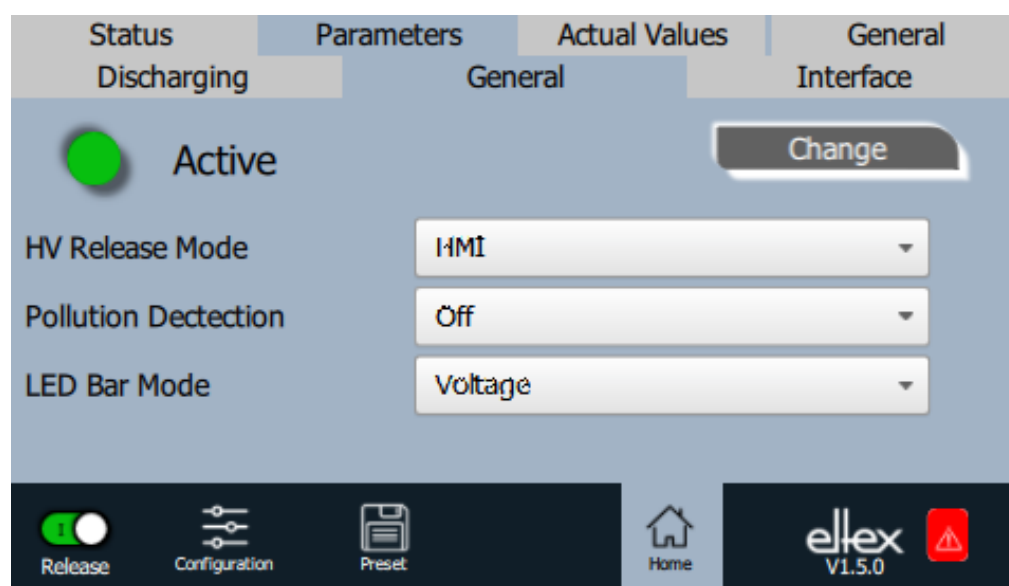 Status Parameters Actual Values General
Discharging General Interface
Active Change
HV Release Mode HMI
Pollution Dectection Off
LED Bar Mode Voltage
I
Release Configuration Preset Home eltex
V1.5.0